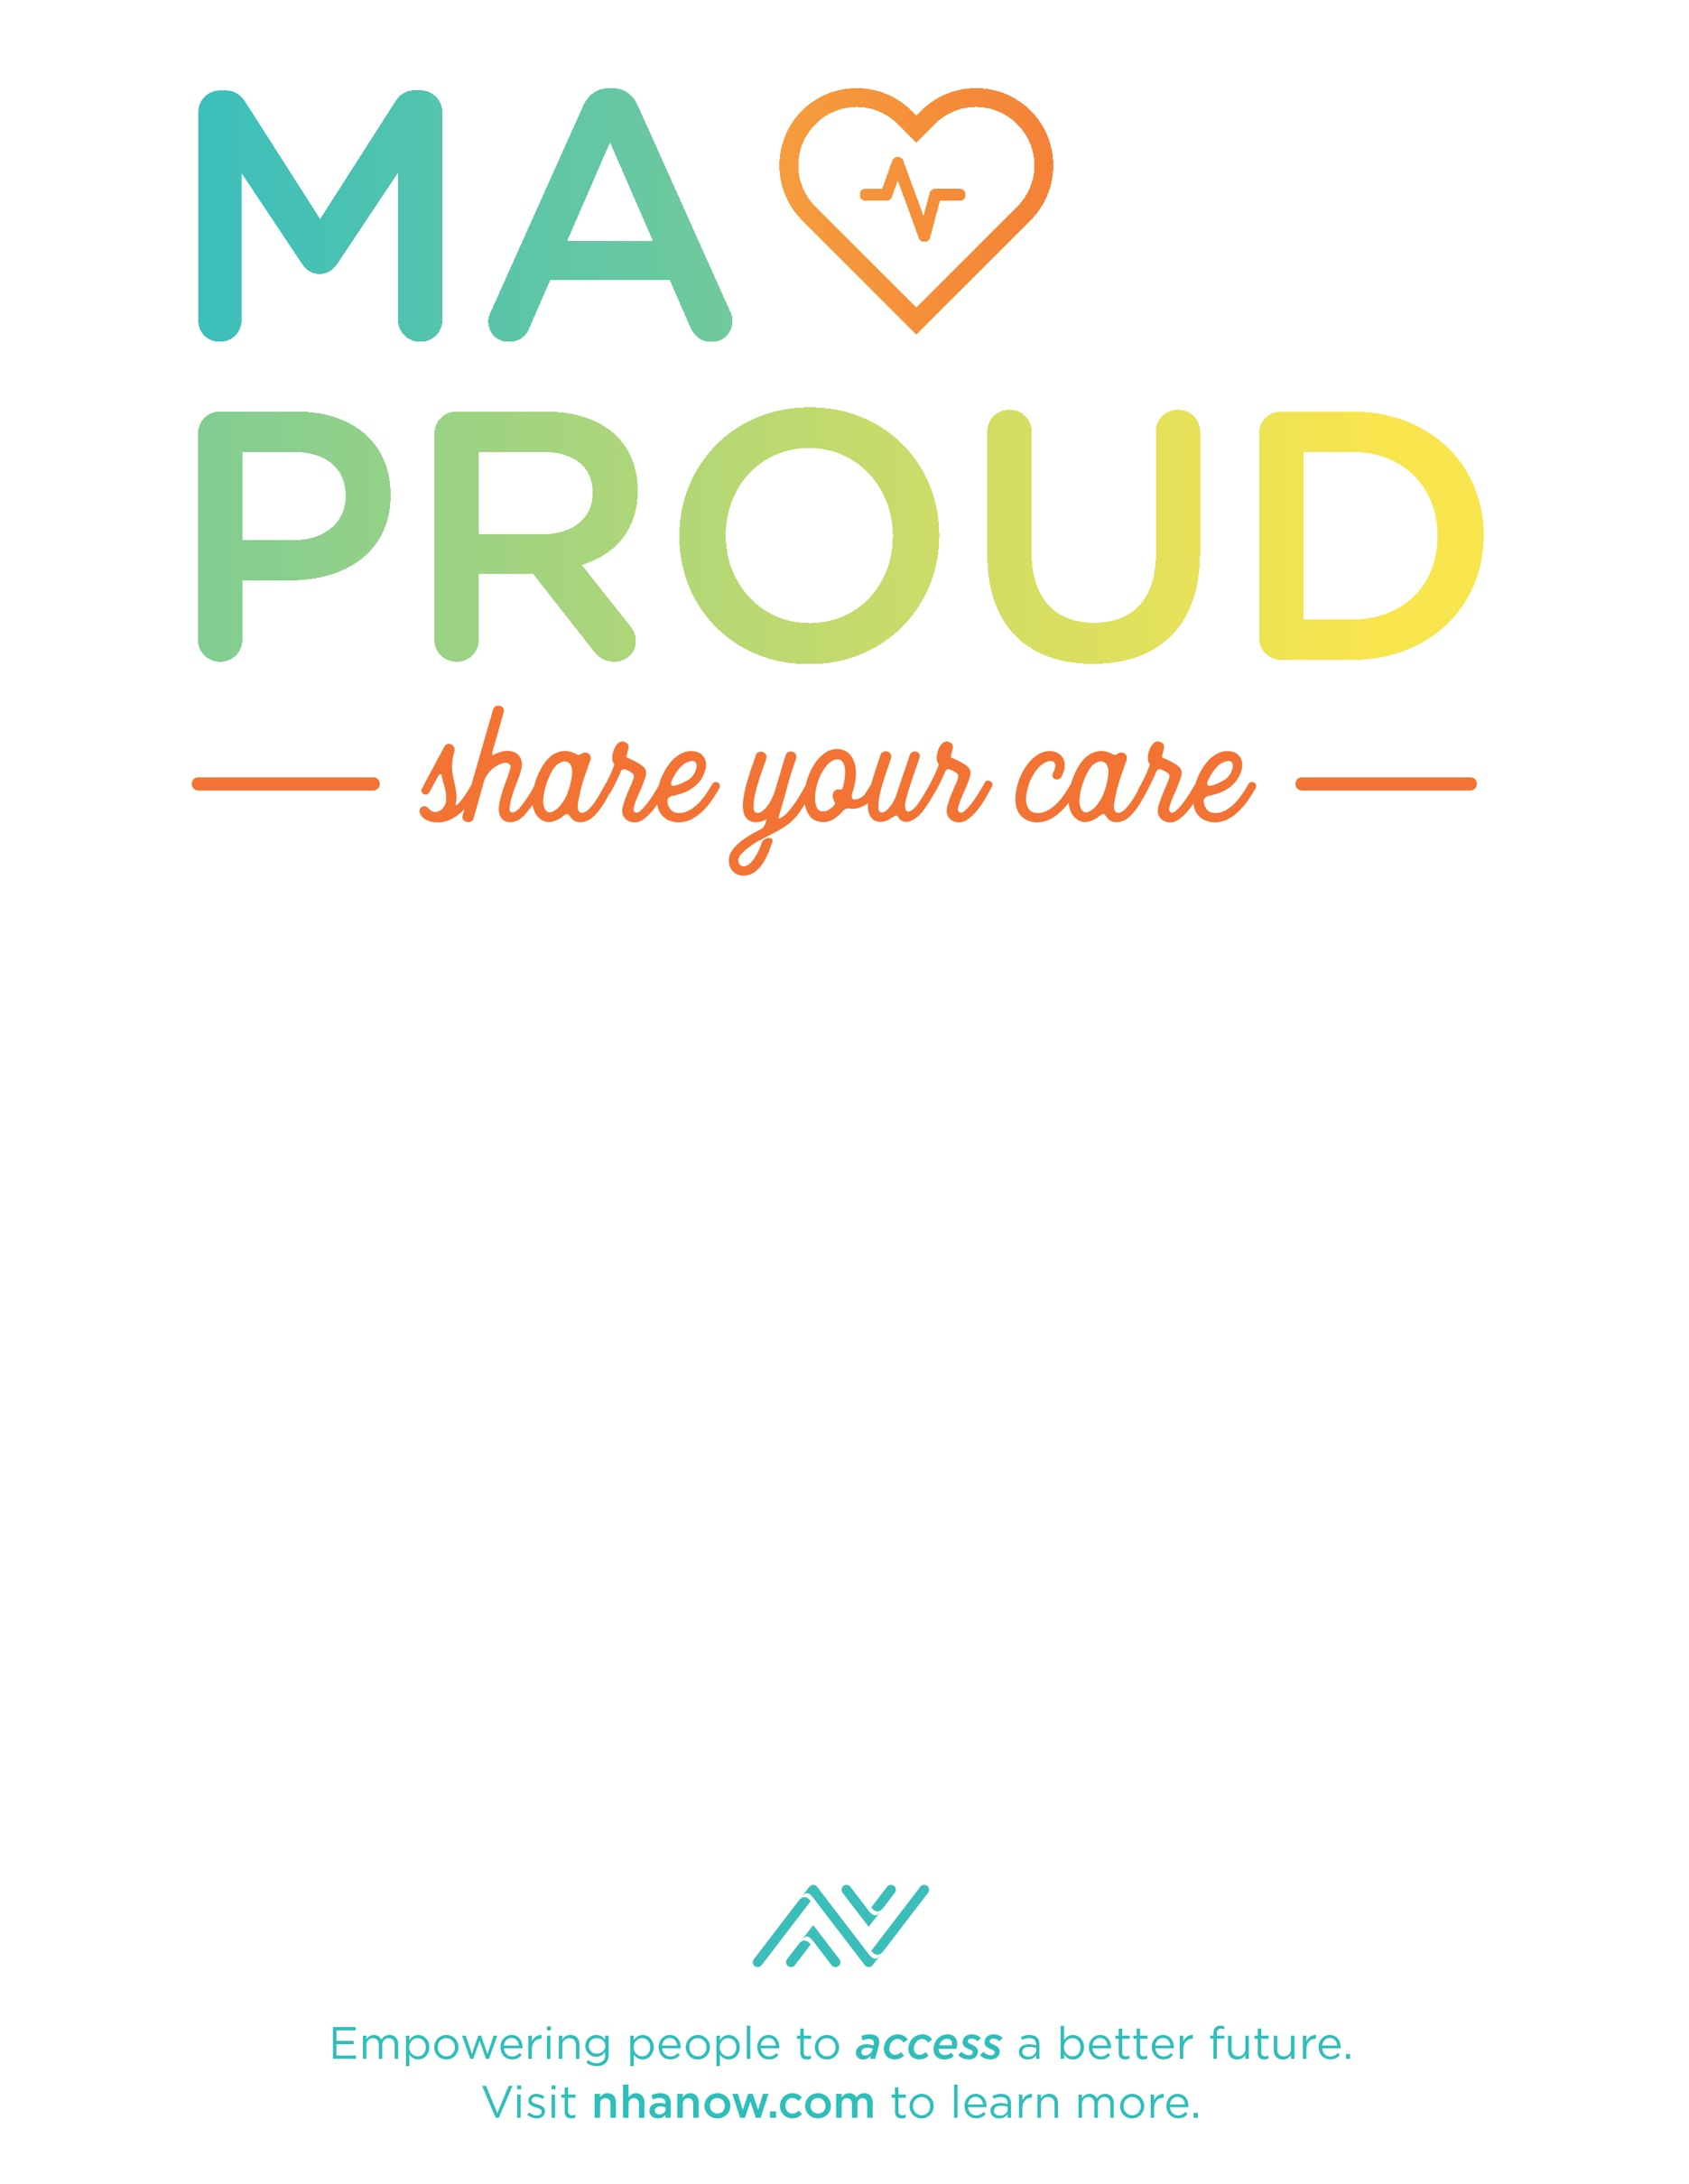 MA
PROUD
share your care
Empowering people to access a better future.
Visit nhanow.com to learn more.